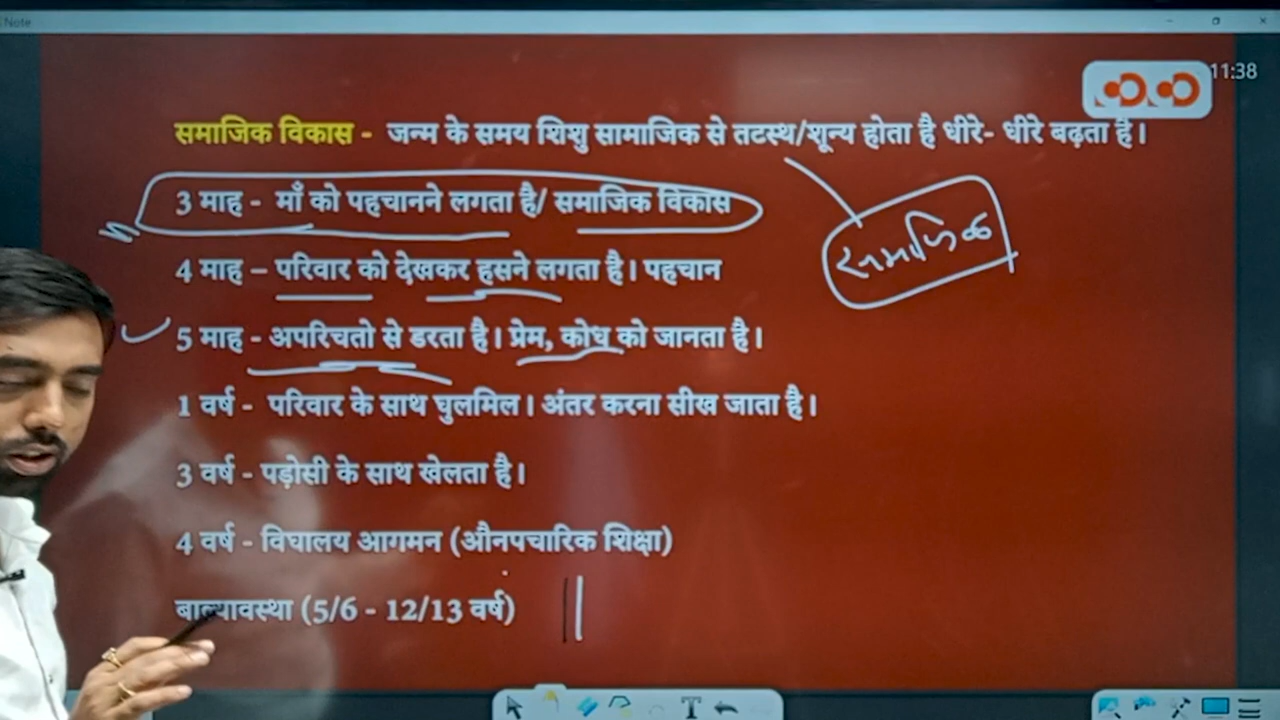 Note
11:38
समाजिक विकास - जन्म के समय शिशु सामाजिक से तटस्थ/शून्य होता है धीरे- धीरे बढ़ता है।
3 माह - माँ को पहचानने लगता है/ समाजिक विकास
समाजिक
4 माह – परिवार को देखकर हसने लगता है। पहचान
5 माह - अपरिचतो से डरता है। प्रेम, कोध को जानता है।
1 वर्ष - परिवार के साथ घुलमिल। अंतर करना सीख जाता है।
3 वर्ष - पड़ोसी के साथ खेलता है।
4 वर्ष - विघालय आगमन (औनपचारिक शिक्षा)
बाल्यावस्था (5/6 - 12/13 वर्ष)